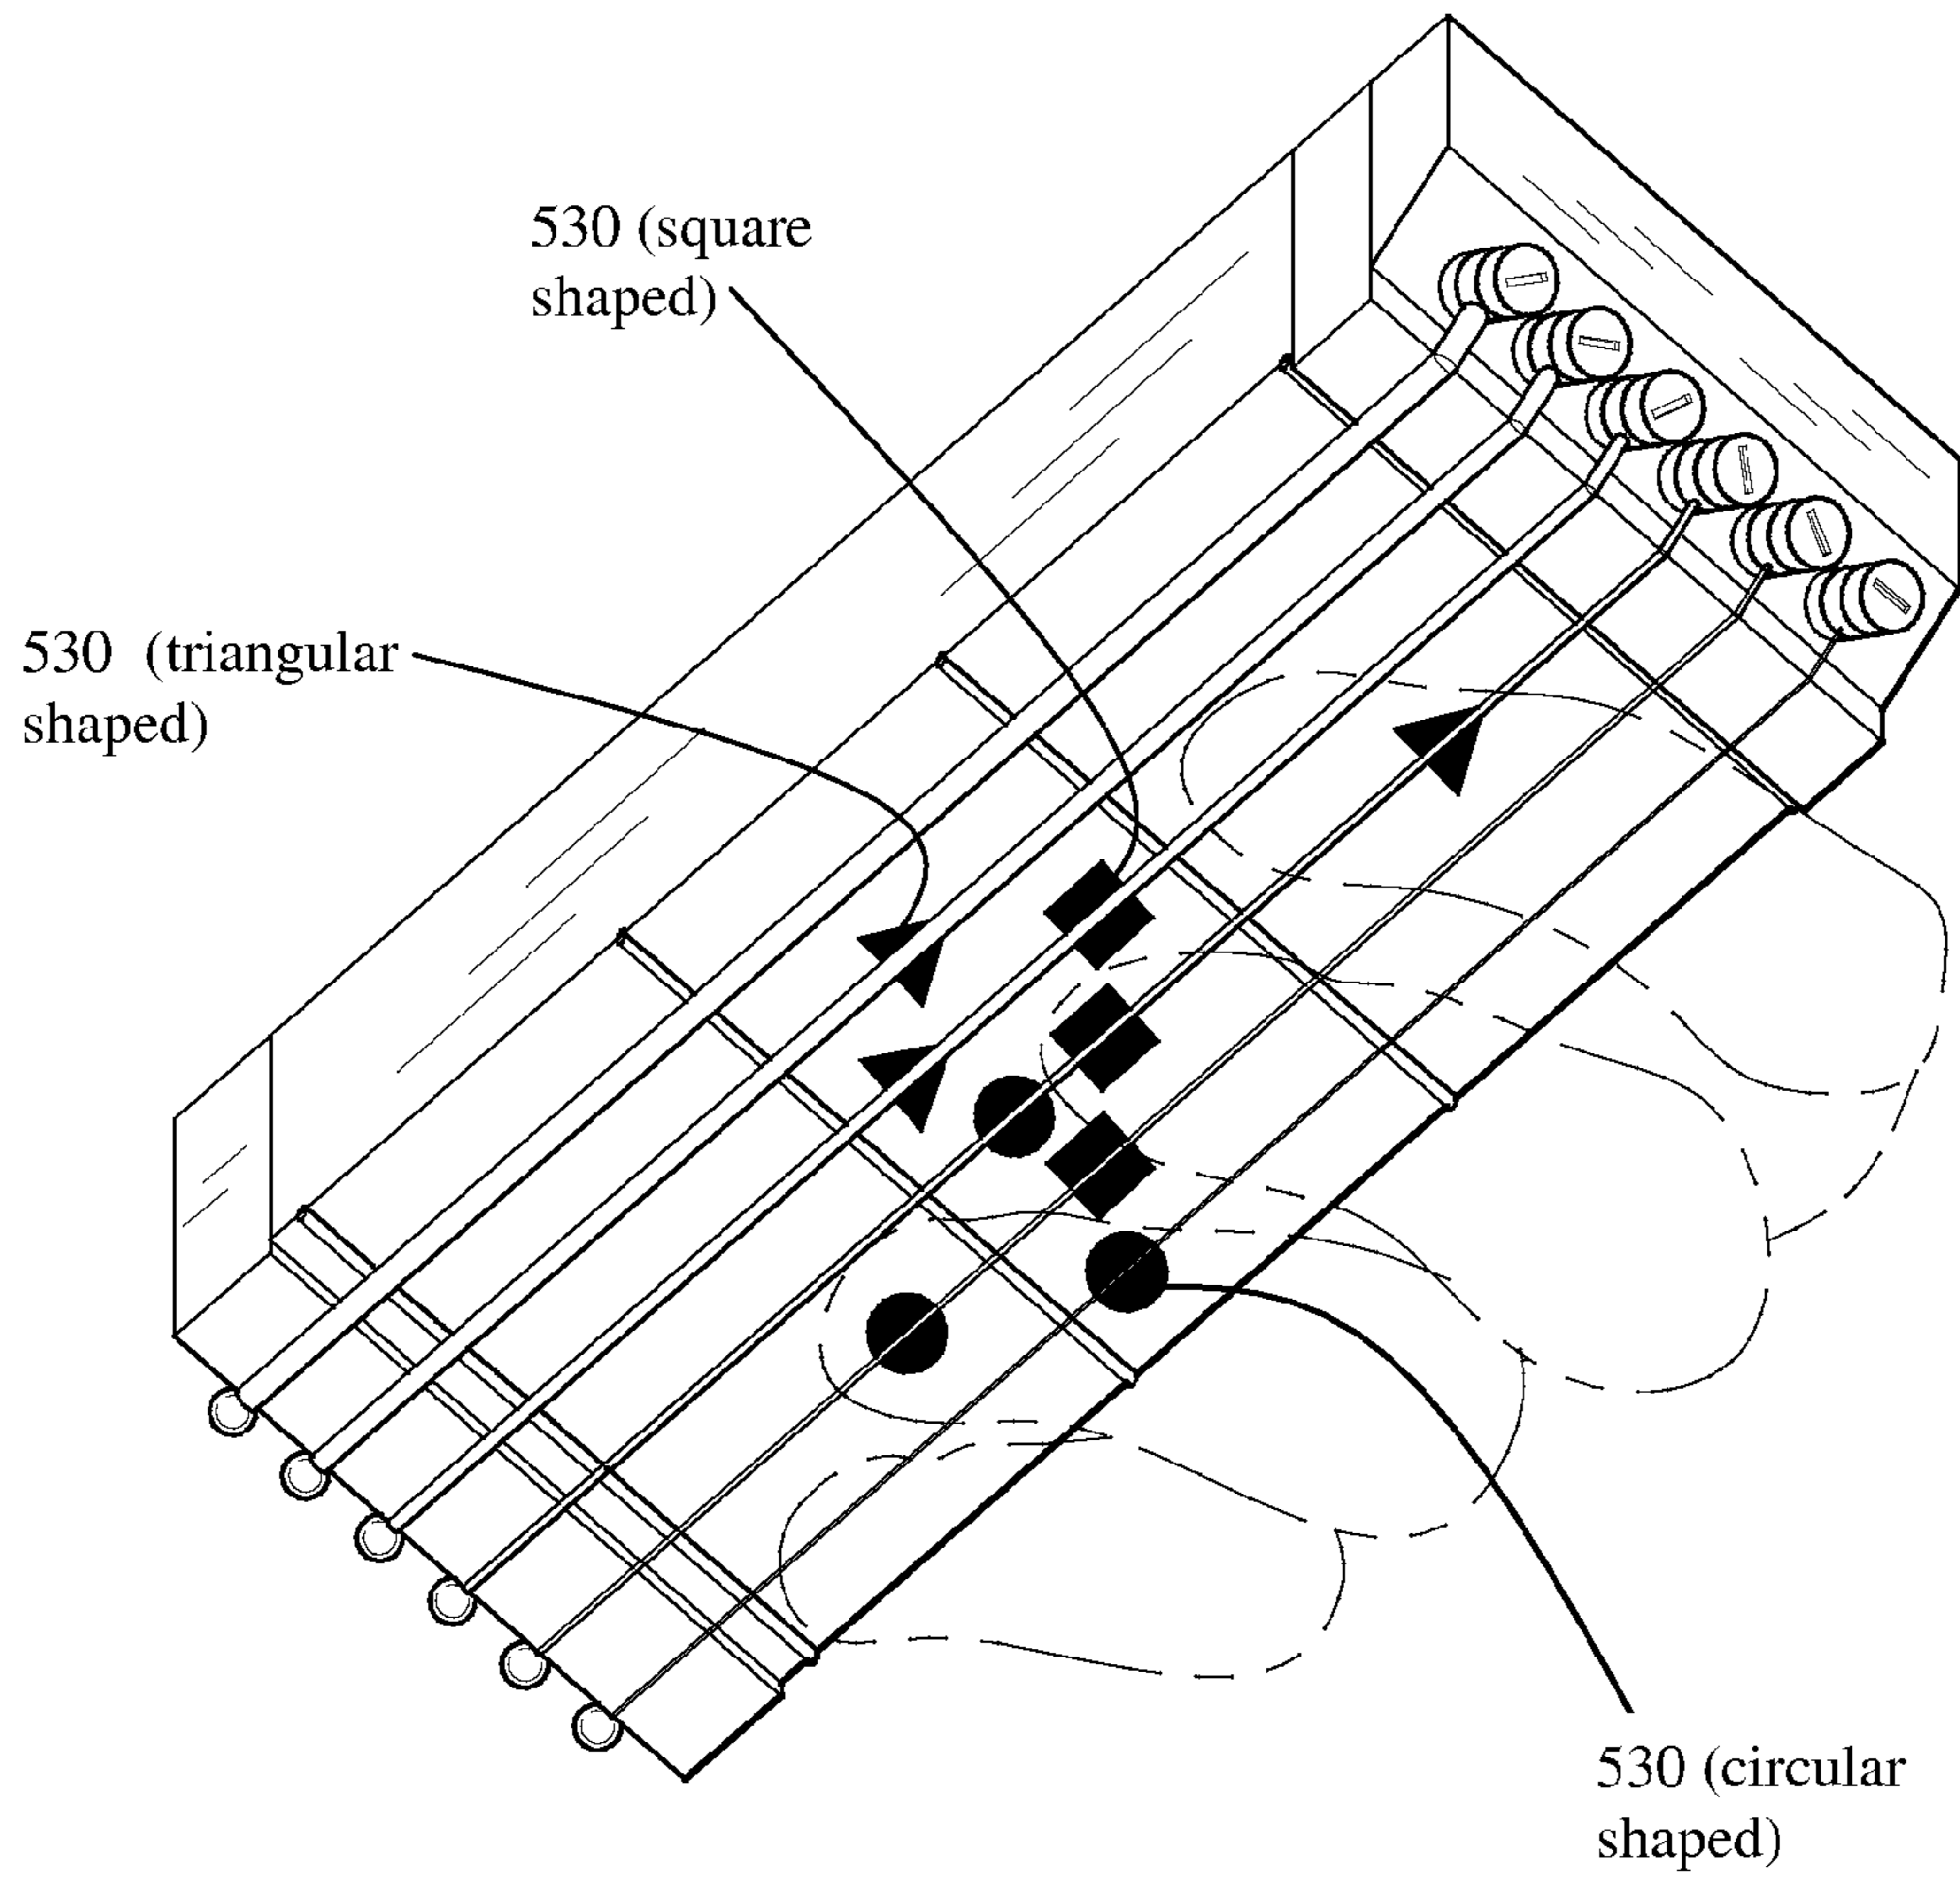 530 (square
shaped)
530 (triangular
shaped)
530 (circular
shaped)